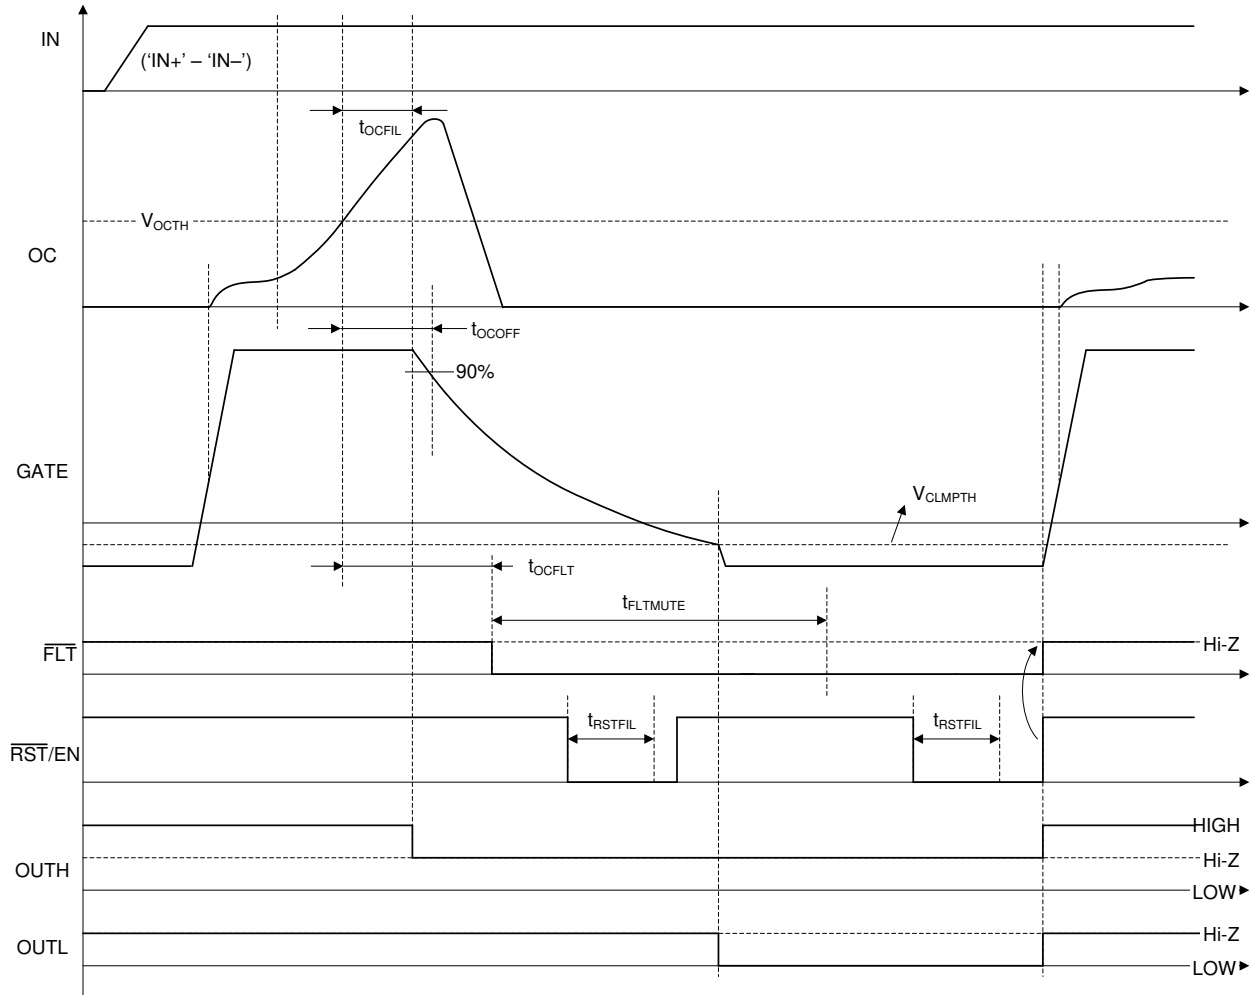 IN
('IN+' – 'IN–')
tOCFIL
VOCTH
OC
tOCOFF
90%
GATE
VCLMPTH
tOCFLT
tFLTMUTE
FLT
Hi-Z
RST/EN
tRSTFIL
tRSTFIL
HIGH
OUTH
Hi-Z
LOW
OUTL
Hi-Z
LOW